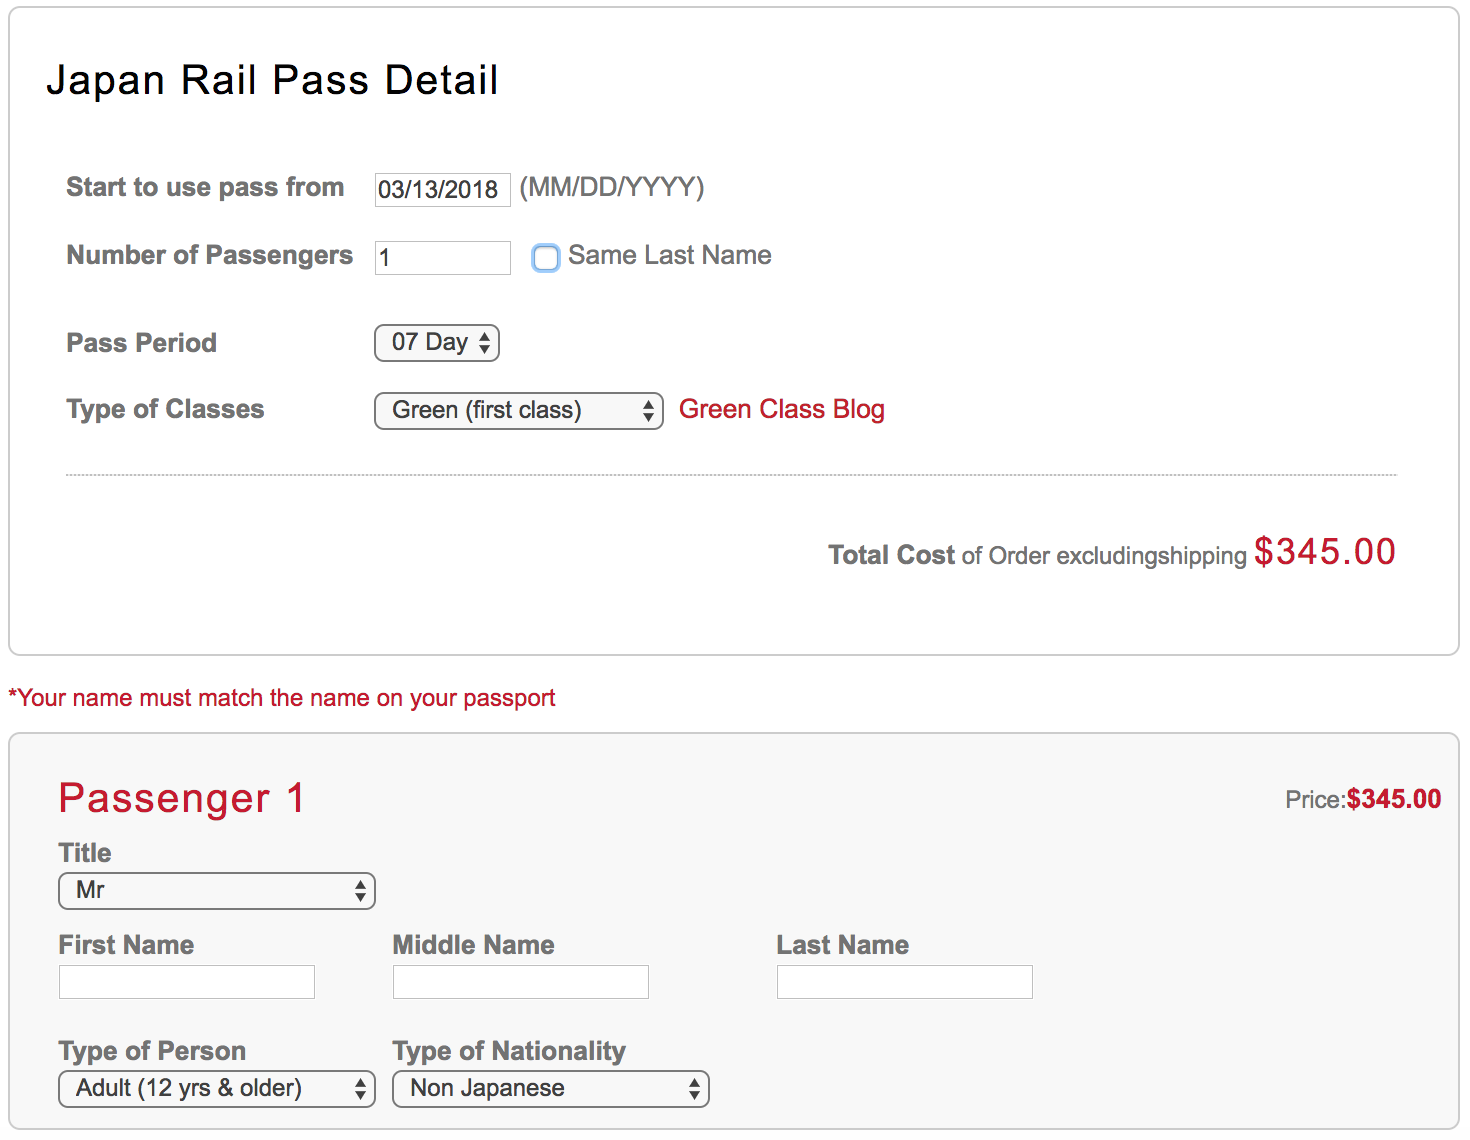 Japan Rail Pass Detail
Start to use pass from 03/13/2018 (MM/DD/YYYY)
Number of Passengers 1 Same Last Name
Pass Period 07 Day
Type of Classes Green (first class) Green Class Blog
Total Cost of Order excludingshipping $345.00
*Your name must match the name on your passport
Passenger 1 Price:$345.00
Title
Mr
First Name Middle Name Last Name
Type of Person Type of Nationality
Adult (12 yrs & older) Non Japanese